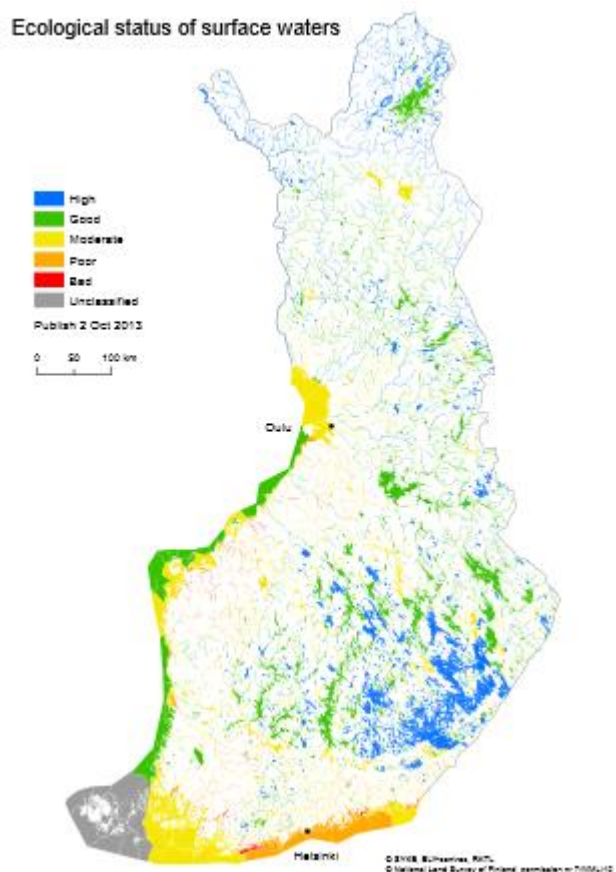 Ecological status of surface waters
High
Good
Moderate
Poor
Bad
Unclassified
Publish 2 Oct 2013
0 50 100 km
Oulu
Helsinki
© National Land Survey of Finland